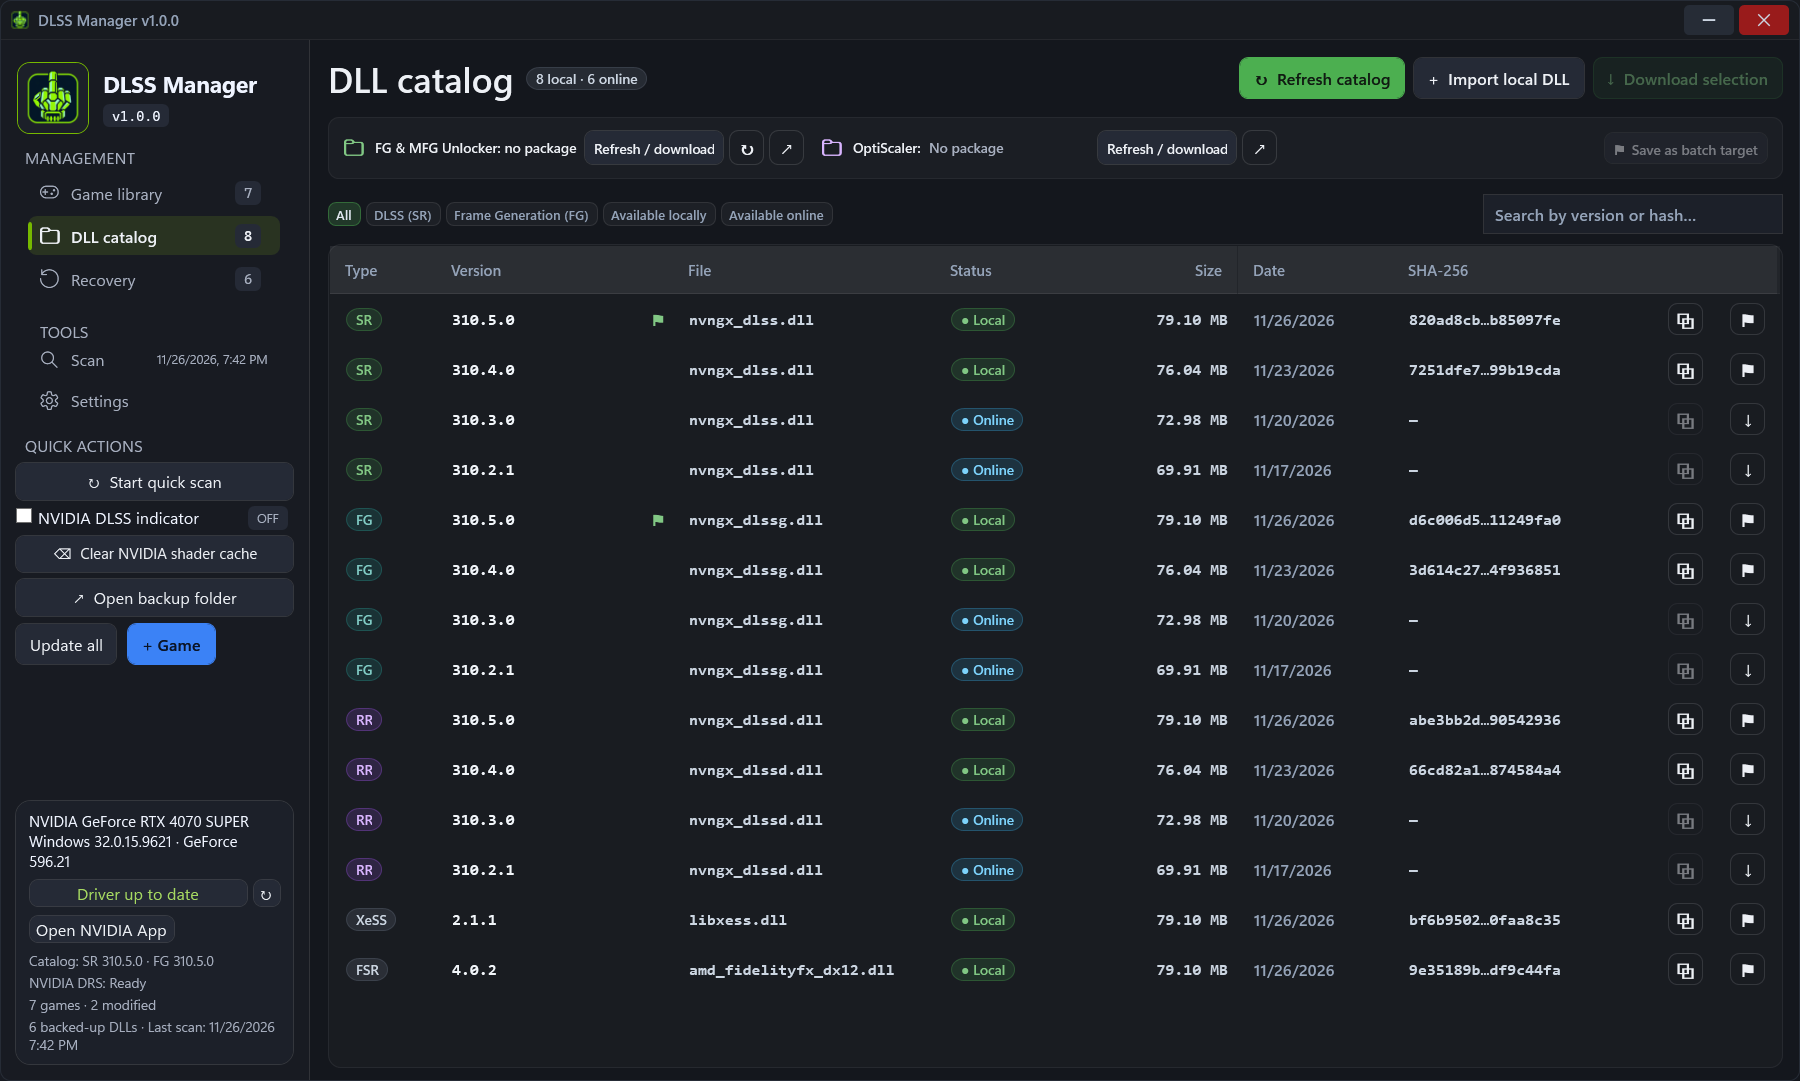 DLSS Manager v1.0.0
DLSS Manager
v1.0.0
MANAGEMENT
Game library 7
DLL catalog 8
Recovery 6
TOOLS
Scan 11/26/2026, 7:42 PM
Settings
QUICK ACTIONS
↻ Start quick scan
NVIDIA DLSS indicator OFF
⌫ Clear NVIDIA shader cache
↗ Open backup folder
Update all + Game
NVIDIA GeForce RTX 4070 SUPER
Windows 32.0.15.9621 · GeForce
596.21
Driver up to date ↻
Open NVIDIA App
Catalog: SR 310.5.0 · FG 310.5.0
NVIDIA DRS: Ready
7 games · 2 modified
6 backed-up DLLs · Last scan: 11/26/2026
7:42 PM
DLL catalog 8 local · 6 online
↻ Refresh catalog + Import local DLL ↓ Download selection
FG & MFG Unlocker: no package Refresh / download ↻ ↗ OptiScaler: No package Refresh / download ↗ Save as batch target
All DLSS (SR) Frame Generation (FG) Available locally Available online Search by version or hash...
Type Version File Status Size Date SHA-256
SR 310.5.0 nvngx_dlss.dll ● Local 79.10 MB 11/26/2026 820ad8cb…b85097fe
SR 310.4.0 nvngx_dlss.dll ● Local 76.04 MB 11/23/2026 7251dfe7…99b19cda
SR 310.3.0 nvngx_dlss.dll ● Online 72.98 MB 11/20/2026 — ↓
SR 310.2.1 nvngx_dlss.dll ● Online 69.91 MB 11/17/2026 — ↓
FG 310.5.0 nvngx_dlssg.dll ● Local 79.10 MB 11/26/2026 d6c006d5…11249fa0
FG 310.4.0 nvngx_dlssg.dll ● Local 76.04 MB 11/23/2026 3d614c27…4f936851
FG 310.3.0 nvngx_dlssg.dll ● Online 72.98 MB 11/20/2026 — ↓
FG 310.2.1 nvngx_dlssg.dll ● Online 69.91 MB 11/17/2026 — ↓
RR 310.5.0 nvngx_dlssd.dll ● Local 79.10 MB 11/26/2026 abe3bb2d…90542936
RR 310.4.0 nvngx_dlssd.dll ● Local 76.04 MB 11/23/2026 66cd82a1…874584a4
RR 310.3.0 nvngx_dlssd.dll ● Online 72.98 MB 11/20/2026 — ↓
RR 310.2.1 nvngx_dlssd.dll ● Online 69.91 MB 11/17/2026 — ↓
XeSS 2.1.1 libxess.dll ● Local 79.10 MB 11/26/2026 bf6b9502…0faa8c35
FSR 4.0.2 amd_fidelityfx_dx12.dll ● Local 79.10 MB 11/26/2026 9e35189b…df9c44fa